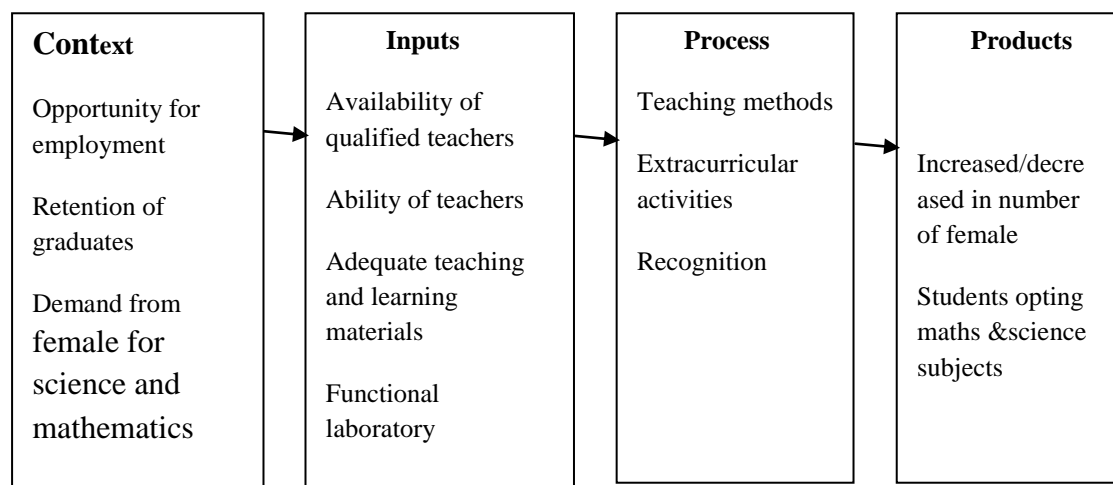 Context
Opportunity for
employment
Retention of
graduates
Demand from
female for
science and
mathematics
Inputs
Availability of
qualified teachers
Ability of teachers
Adequate teaching
and learning
materials
Functional
laboratory
Process
Teaching methods
Extracurricular
activities
Recognition
Products
Increased/decre
ased in number
of female
Students opting
maths &science
subjects